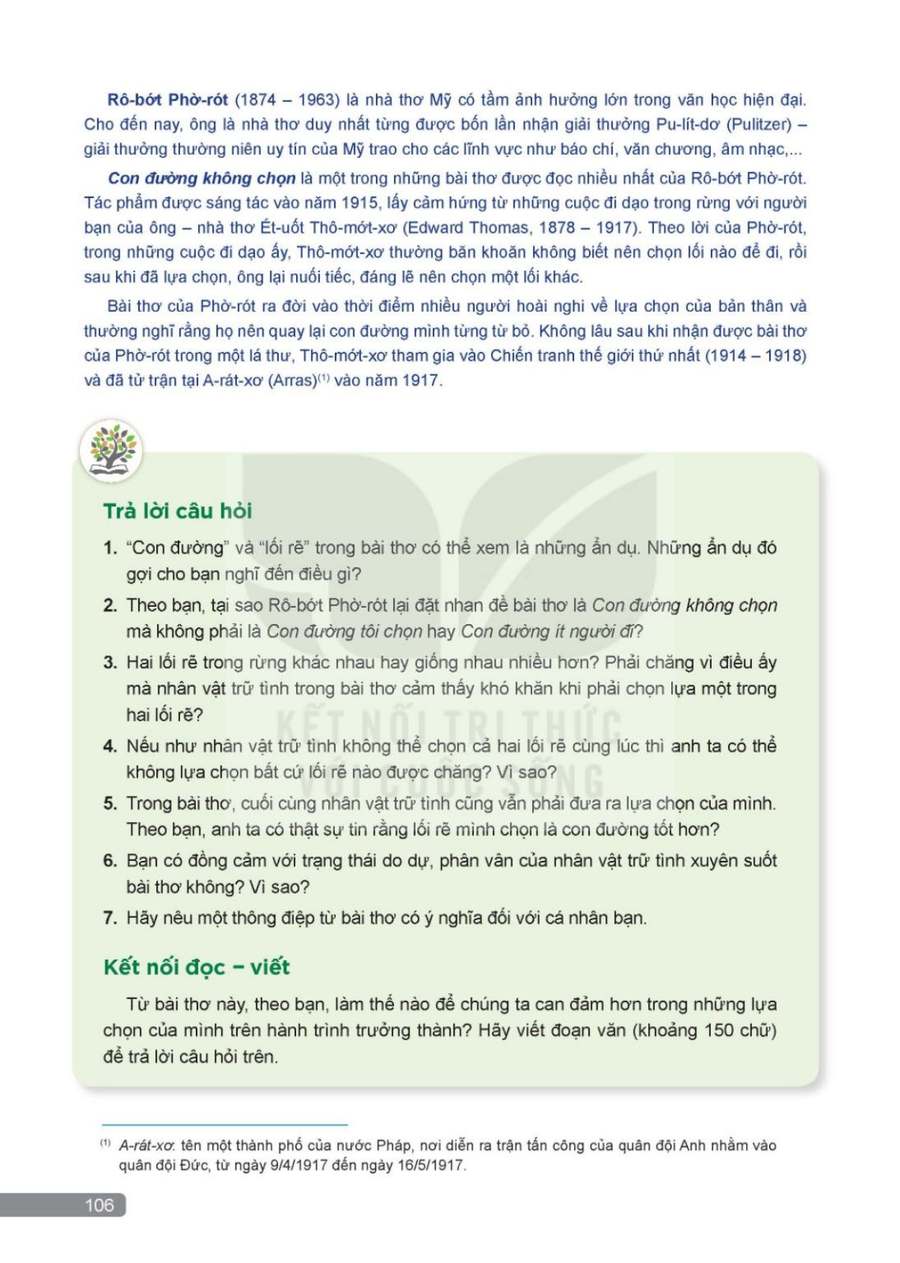 Rô-bớt Phờ-rót (1874 – 1963) là nhà thơ Mỹ có tầm ảnh hưởng lớn trong văn học hiện đại.
Cho đến nay, ông là nhà thơ duy nhất từng được bốn lần nhận giải thưởng Pu-lít-dơ (Pulitzer) –
giải thưởng thường niên uy tín của Mỹ trao cho các lĩnh vực như báo chí, văn chương, âm nhạc,...
Con đường không chọn là một trong những bài thơ được đọc nhiều nhất của Rô-bớt Phờ-rót.
Tác phẩm được sáng tác vào năm 1915, lấy cảm hứng từ những cuộc đi dạo trong rừng với người
bạn của ông – nhà thơ Ét-uốt Thô-mớt-xơ (Edward Thomas, 1878 – 1917). Theo lời của Phờ-rót,
trong những cuộc đi dạo ấy, Thô-mớt-xơ thường băn khoăn không biết nên chọn lối nào để đi, rồi
sau khi đã lựa chọn, ông lại nuối tiếc, đáng lẽ nên chọn một lối khác.
Bài thơ của Phờ-rót ra đời vào thời điểm nhiều người hoài nghi về lựa chọn của bản thân và
thường nghĩ rằng họ nên quay lại con đường mình từng từ bỏ. Không lâu sau khi nhận được bài thơ
của Phờ-rót trong một lá thư, Thô-mớt-xơ tham gia vào Chiến tranh thế giới thứ nhất (1914 – 1918)
và đã tử trận tại A-rát-xơ (Arras)(1) vào năm 1917.
Trả lời câu hỏi
1. “Con đường” và “lối rẽ” trong bài thơ có thể xem là những ẩn dụ. Những ẩn dụ đó
gợi cho bạn nghĩ đến điều gì?
2. Theo bạn, tại sao Rô-bớt Phờ-rót lại đặt nhan đề bài thơ là Con đường không chọn
mà không phải là Con đường tôi chọn hay Con đường ít người đi?
3. Hai lối rẽ trong rừng khác nhau hay giống nhau nhiều hơn? Phải chăng vì điều ấy
mà nhân vật trữ tình trong bài thơ cảm thấy khó khăn khi phải chọn lựa một trong
hai lối rẽ?
4. Nếu như nhân vật trữ tình không thể chọn cả hai lối rẽ cùng lúc thì anh ta có thể
không lựa chọn bất cứ lối rẽ nào được chăng? Vì sao?
5. Trong bài thơ, cuối cùng nhân vật trữ tình cũng vẫn phải đưa ra lựa chọn của mình.
Theo bạn, anh ta có thật sự tin rằng lối rẽ mình chọn là con đường tốt hơn?
6. Bạn có đồng cảm với trạng thái do dự, phân vân của nhân vật trữ tình xuyên suốt
bài thơ không? Vì sao?
7. Hãy nêu một thông điệp từ bài thơ có ý nghĩa đối với cá nhân bạn.
KẾT NỐI TRI THỨC
VỚI CUỘC SỐNG
Kết nối đọc – viết
Từ bài thơ này, theo bạn, làm thế nào để chúng ta can đảm hơn trong những lựa
chọn của mình trên hành trình trưởng thành? Hãy viết đoạn văn (khoảng 150 chữ)
để trả lời câu hỏi trên.
(1) A-rát-xơ: tên một thành phố của nước Pháp, nơi diễn ra trận tấn công của quân đội Anh nhằm vào
quân đội Đức, từ ngày 9/4/1917 đến ngày 16/5/1917.
106